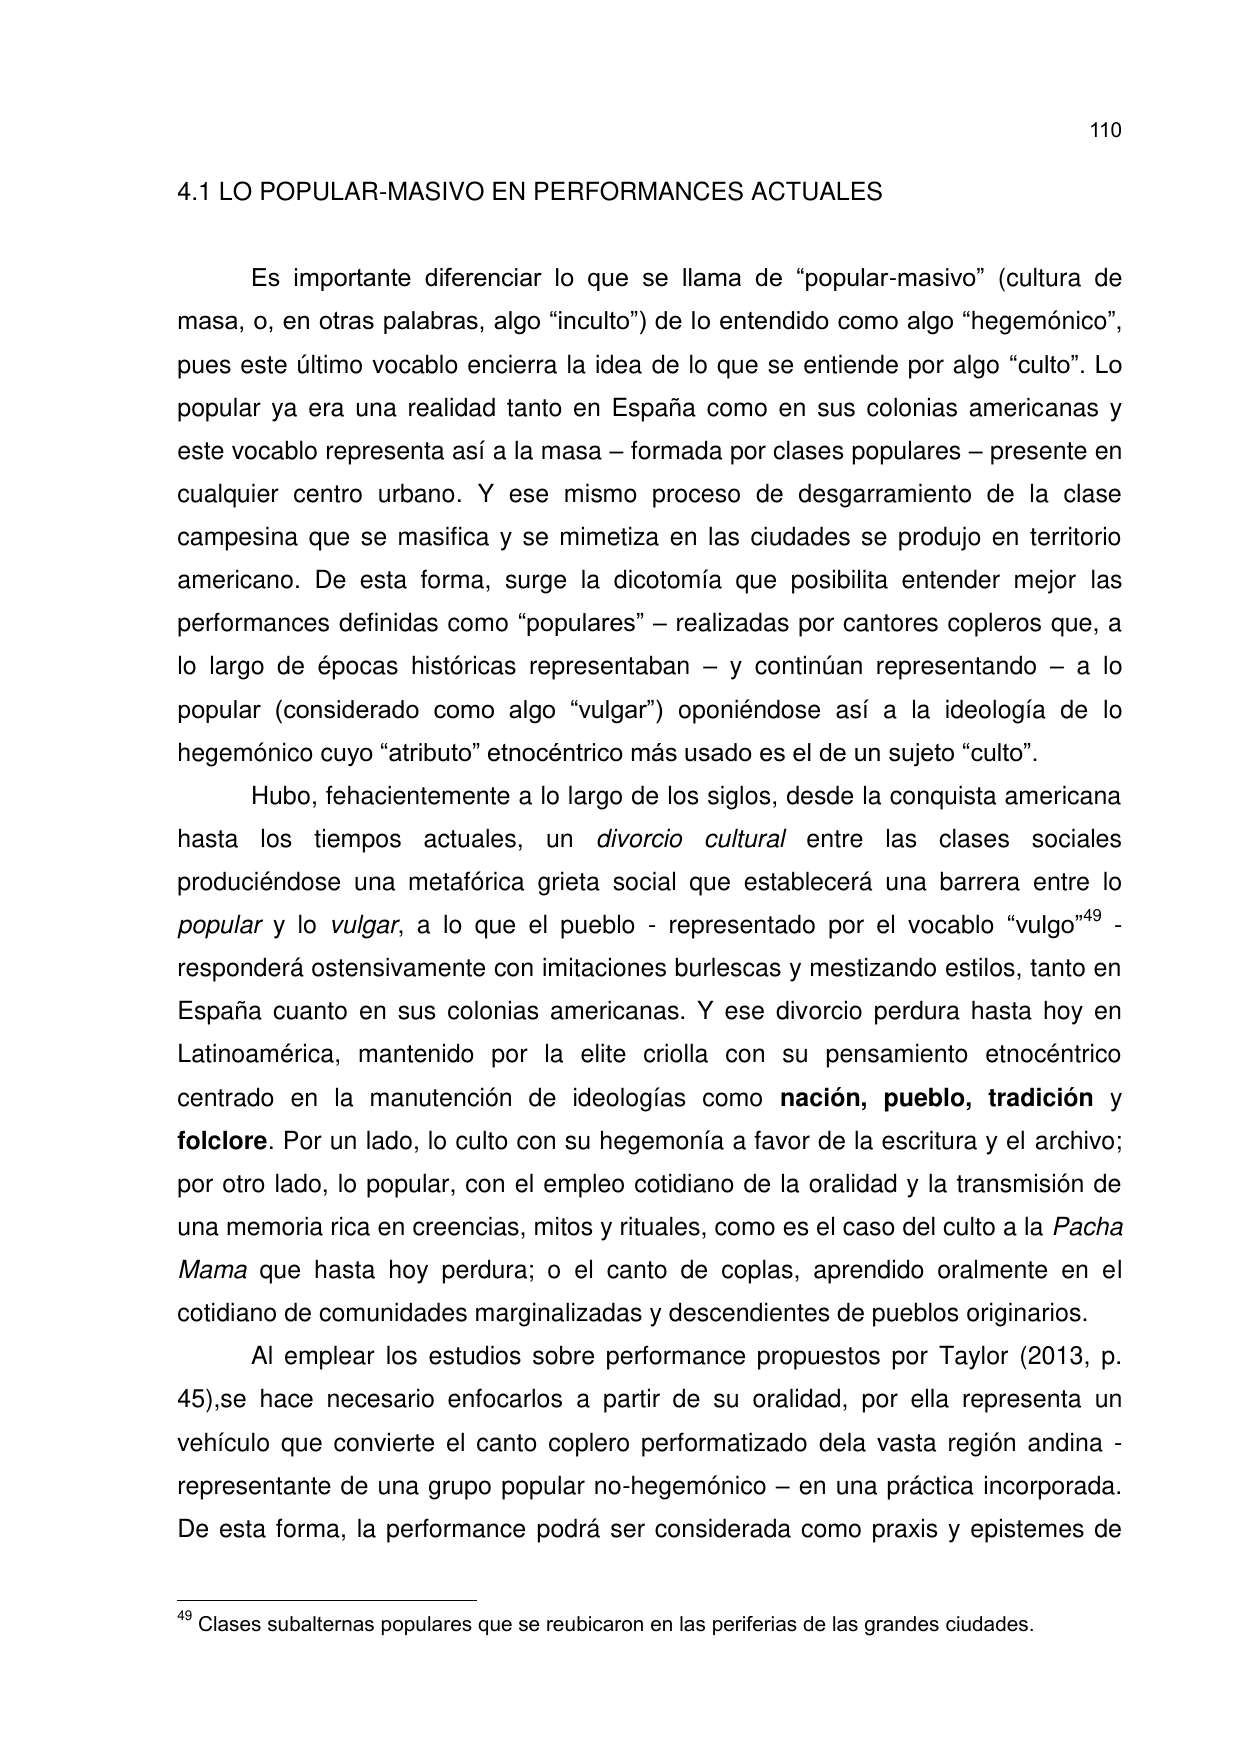 110
4.1 LO POPULAR-MASIVO EN PERFORMANCES ACTUALES
Es importante diferenciar lo que se llama de “popular-masivo” (cultura de
masa, o, en otras palabras, algo “inculto”) de lo entendido como algo “hegemónico”,
pues este último vocablo encierra la idea de lo que se entiende por algo “culto”. Lo
popular ya era una realidad tanto en España como en sus colonias americanas y
este vocablo representa así a la masa – formada por clases populares – presente en
cualquier centro urbano. Y ese mismo proceso de desgarramiento de la clase
campesina que se masifica y se mimetiza en las ciudades se produjo en territorio
americano. De esta forma, surge la dicotomía que posibilita entender mejor las
performances definidas como “populares” – realizadas por cantores copleros que, a
lo largo de épocas históricas representaban – y continúan representando – a lo
popular (considerado como algo “vulgar”) oponiéndose así a la ideología de lo
hegemónico cuyo “atributo” etnocéntrico más usado es el de un sujeto “culto”.
Hubo, fehacientemente a lo largo de los siglos, desde la conquista americana
hasta los tiempos actuales, un divorcio cultural entre las clases sociales
produciéndose una metafórica grieta social que establecerá una barrera entre lo
popular y lo vulgar, a lo que el pueblo - representado por el vocablo “vulgo”49 -
responderá ostensivamente con imitaciones burlescas y mestizando estilos, tanto en
España cuanto en sus colonias americanas. Y ese divorcio perdura hasta hoy en
Latinoamérica, mantenido por la elite criolla con su pensamiento etnocéntrico
centrado en la manutención de ideologías como nación, pueblo, tradición y
folclore. Por un lado, lo culto con su hegemonía a favor de la escritura y el archivo;
por otro lado, lo popular, con el empleo cotidiano de la oralidad y la transmisión de
una memoria rica en creencias, mitos y rituales, como es el caso del culto a la Pacha
Mama que hasta hoy perdura; o el canto de coplas, aprendido oralmente en el
cotidiano de comunidades marginalizadas y descendientes de pueblos originarios.
Al emplear los estudios sobre performance propuestos por Taylor (2013, p.
45),se hace necesario enfocarlos a partir de su oralidad, por ella representa un
vehículo que convierte el canto coplero performatizado dela vasta región andina -
representante de una grupo popular no-hegemónico – en una práctica incorporada.
De esta forma, la performance podrá ser considerada como praxis y epistemes de
49 Clases subalternas populares que se reubicaron en las periferias de las grandes ciudades.